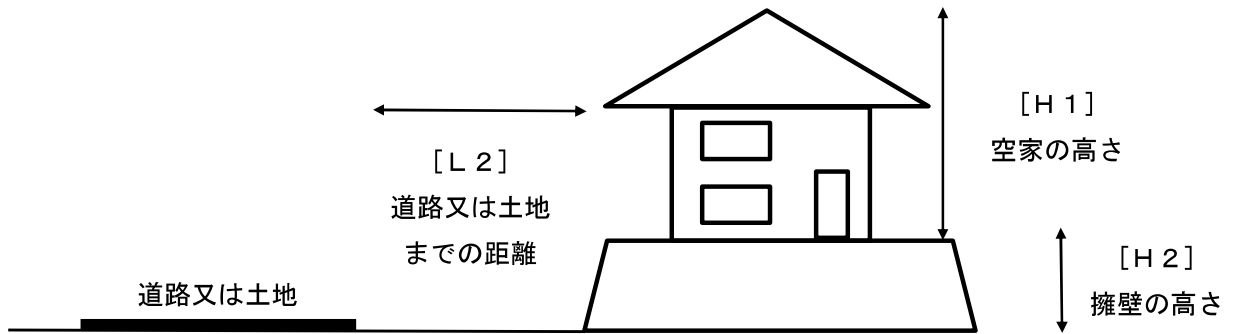 ［Ｈ１］
空家の高さ
［Ｌ２］
道路又は土地
までの距離
［Ｈ２］
擁壁の高さ
道路又は土地